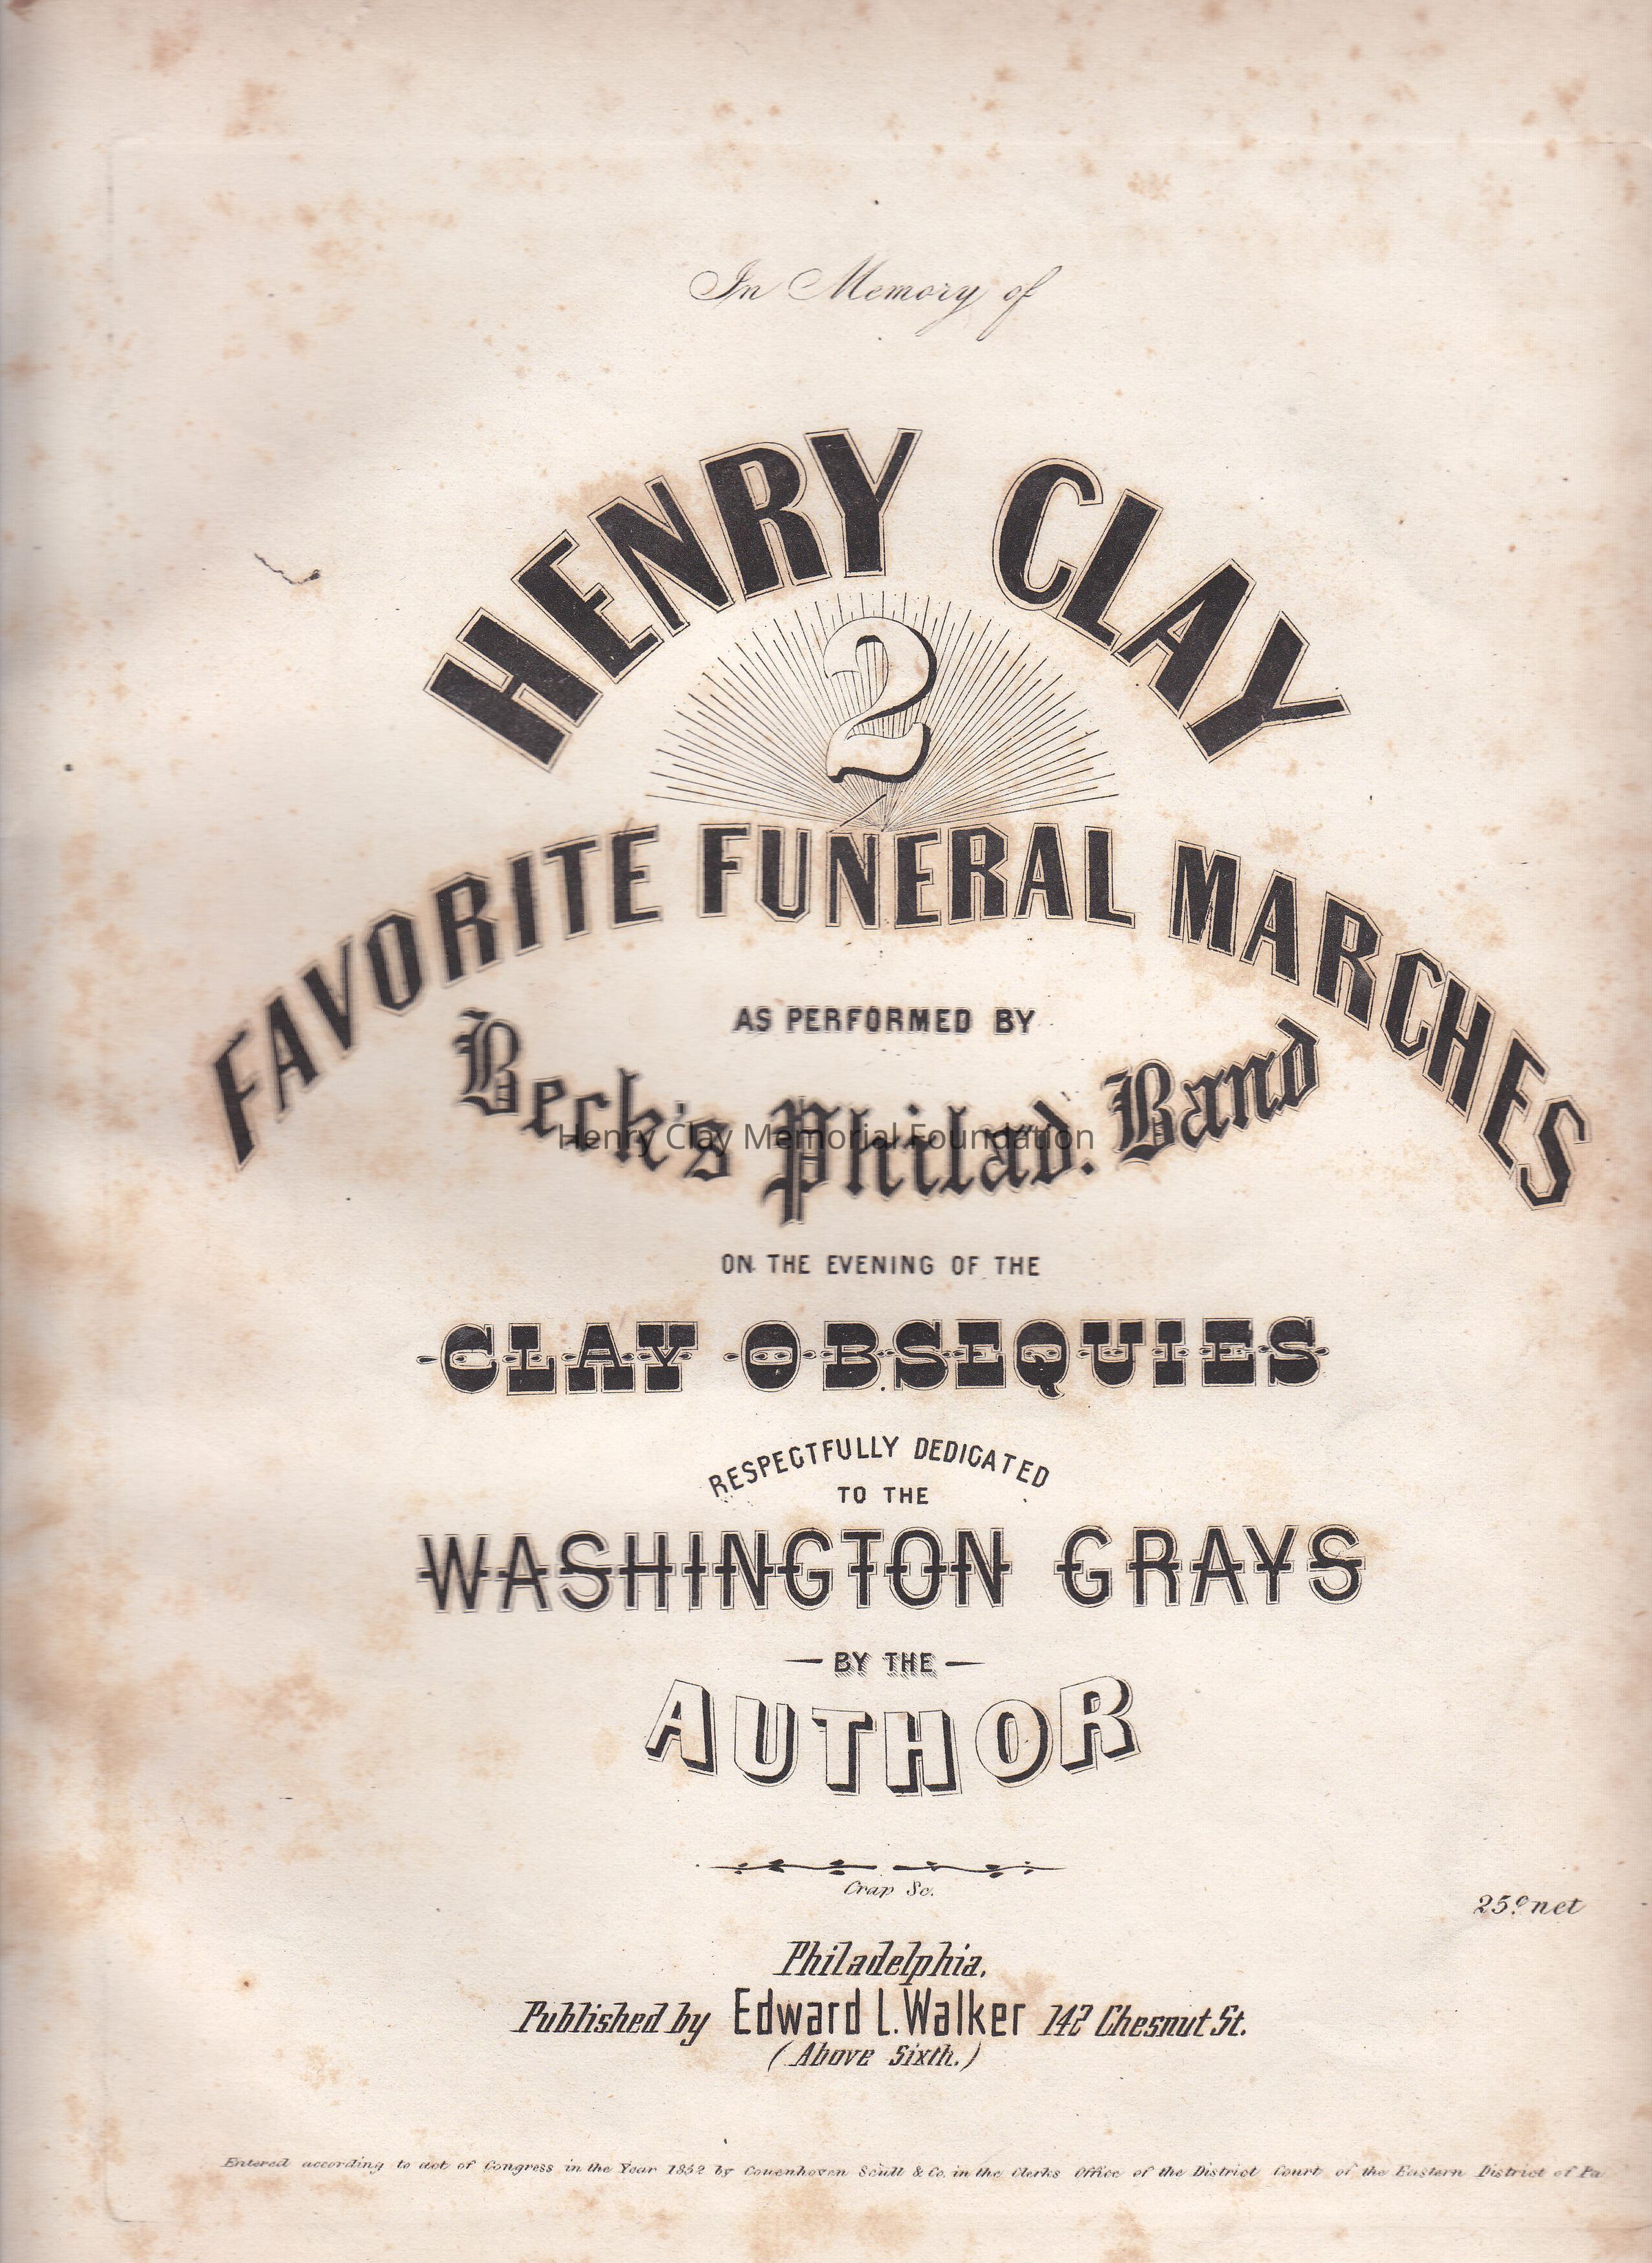 In Memory of
HENRY CLAY
2
FAVORITE FUNERAL MARCHES
AS PERFORMED BY
Beck's Philad. Band
Henry Clay Memorial Foundation
ON THE EVENING OF THE
CLAY OBSEQUIES
RESPECTFULLY DEDICATED
TO THE
WASHINGTON GRAYS
BY THE
AUTHOR
Crap Sc.
25c net
Philadelphia,
Published by Edward L. Walker 142 Chesnut St.
(Above Sixth.)
Entered according to act of Congress in the Year 1852 by Couenhoven Scull & Co. in the Clerks Office of the District Court of the Eastern District of Pa